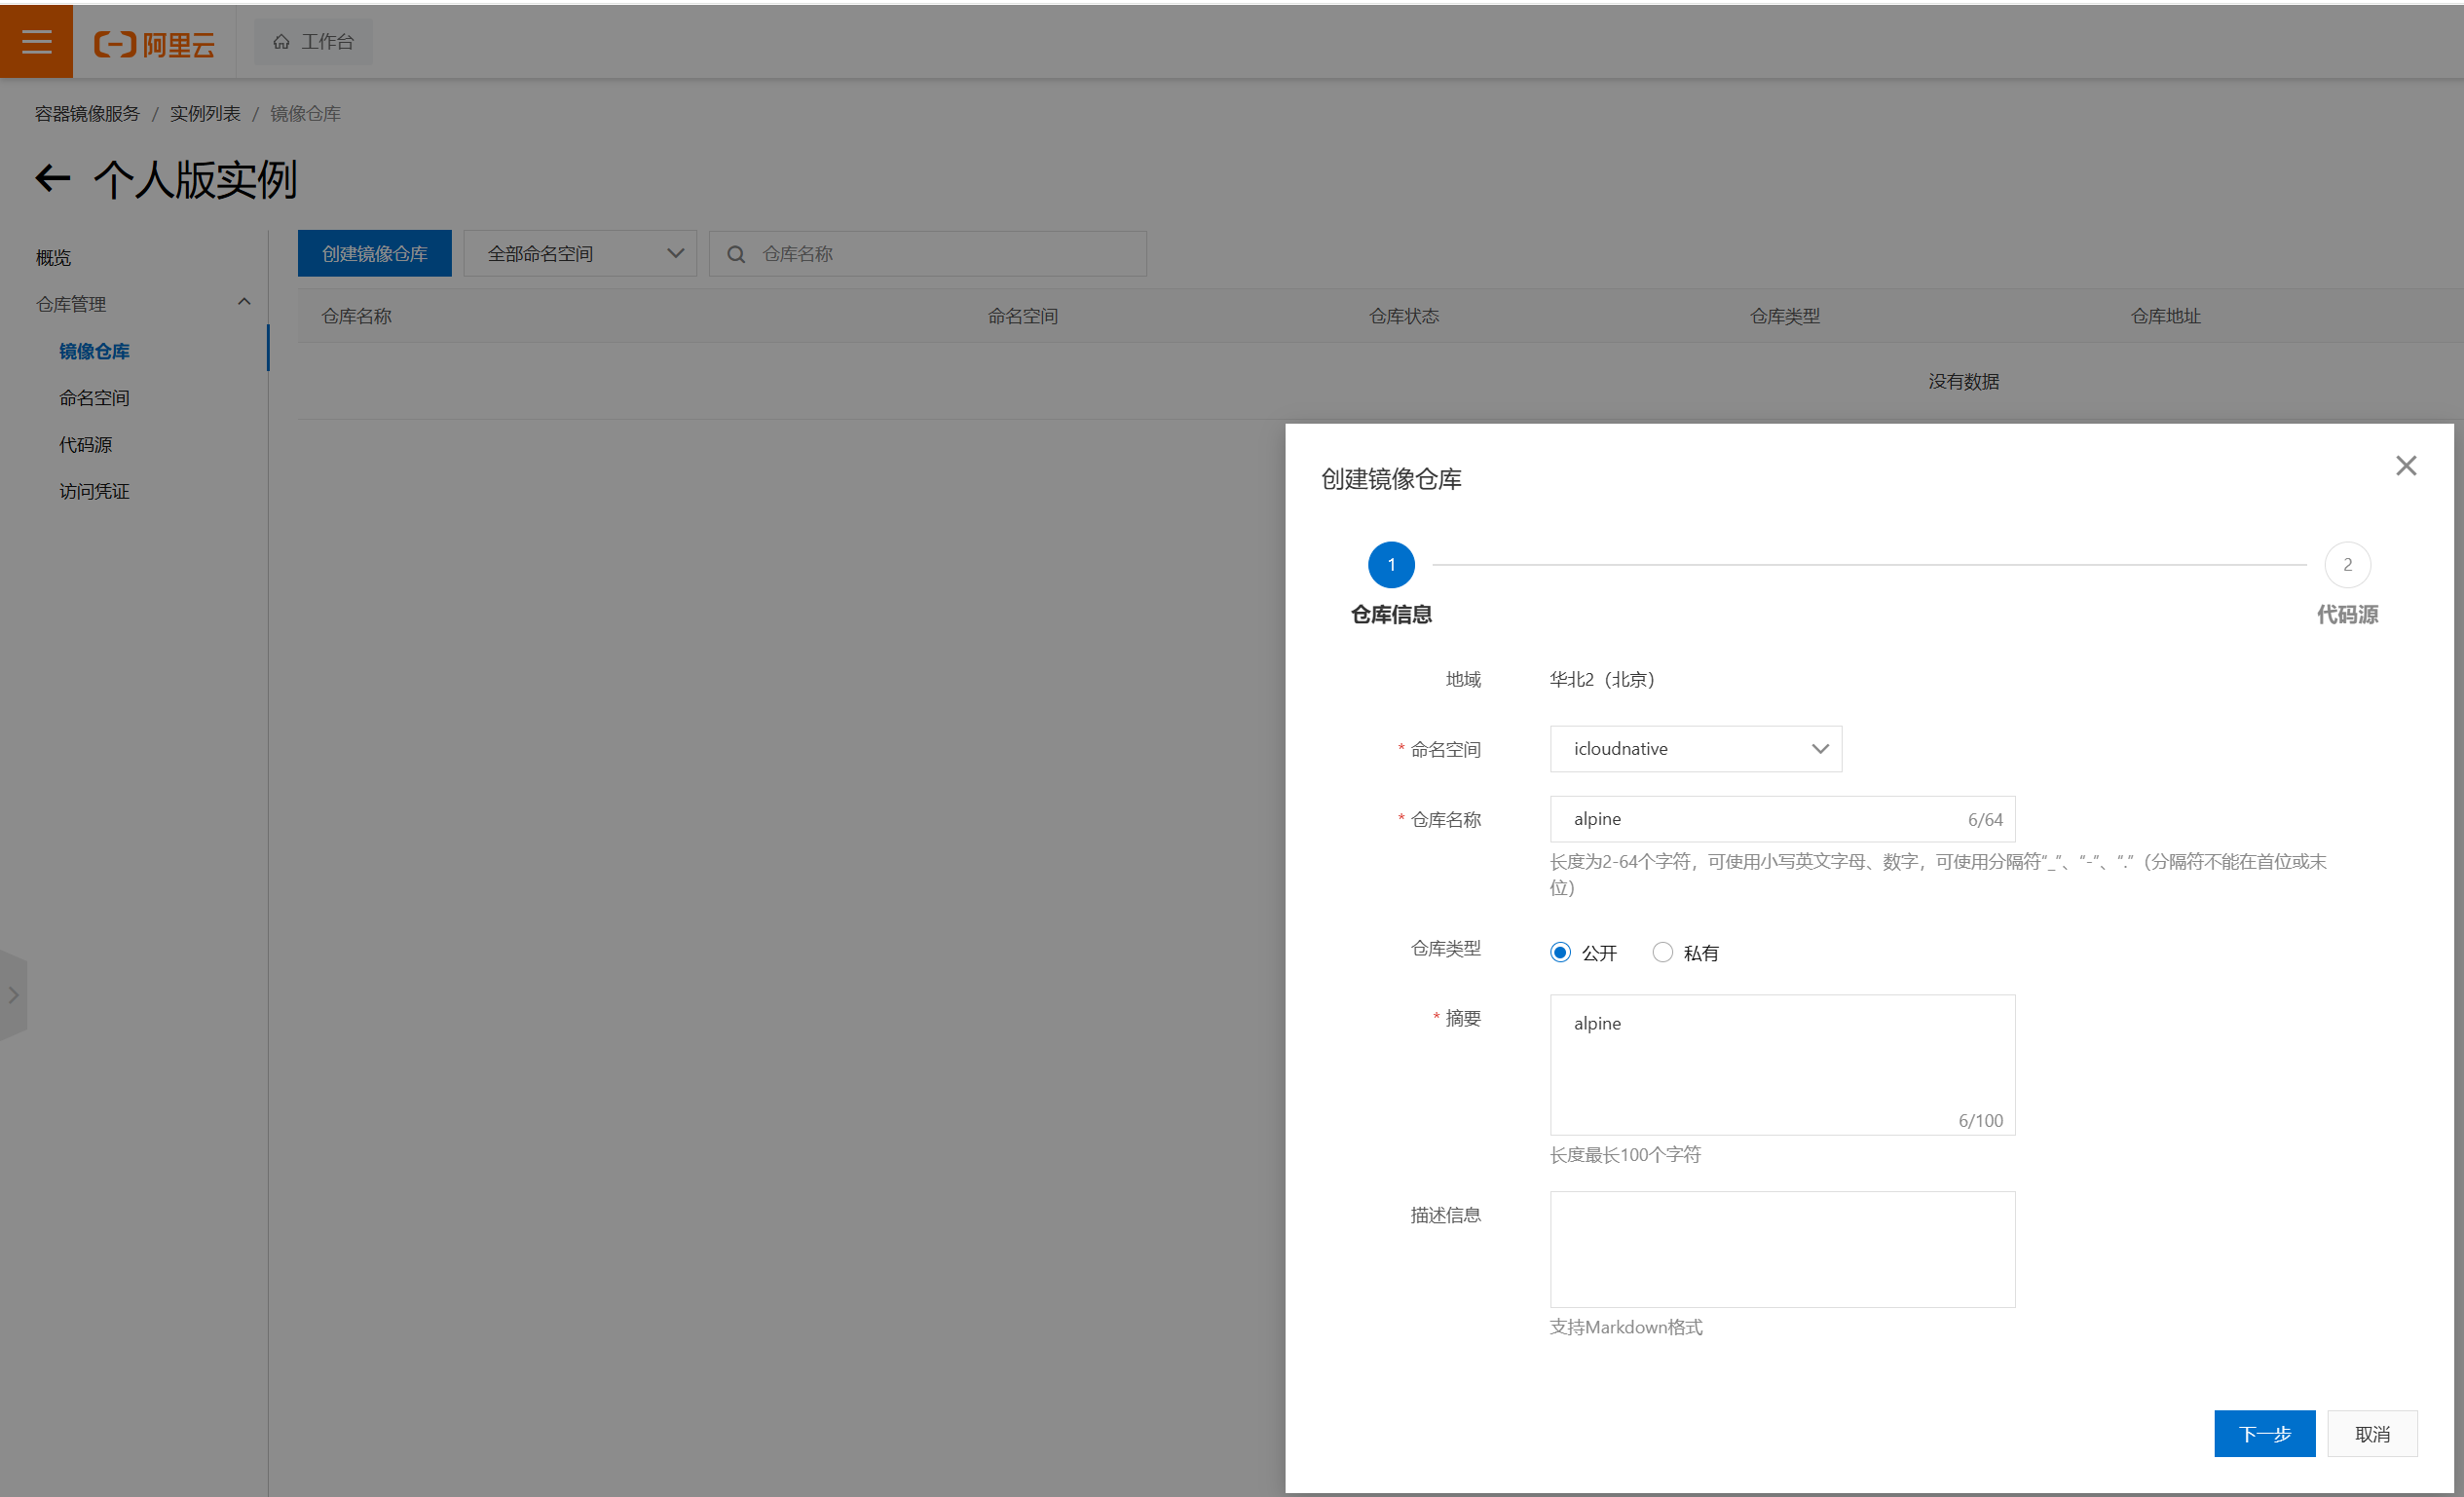 阿里云
工作台
容器镜像服务 / 实例列表 / 镜像仓库
个人版实例
概览
仓库管理
镜像仓库
命名空间
代码源
访问凭证
创建镜像仓库
全部命名空间
仓库名称
仓库名称 命名空间 仓库状态 仓库类型 仓库地址
没有数据
创建镜像仓库
1 2
仓库信息 代码源
地域 华北2（北京）
* 命名空间 icloudnative
* 仓库名称 alpine 6/64
长度为2-64个字符，可使用小写英文字母、数字，可使用分隔符“_”、“-”、“.”（分隔符不能在首位或末
位）
仓库类型 公开 私有
* 摘要 alpine
6/100
长度最长100个字符
描述信息
支持Markdown格式
下一步 取消